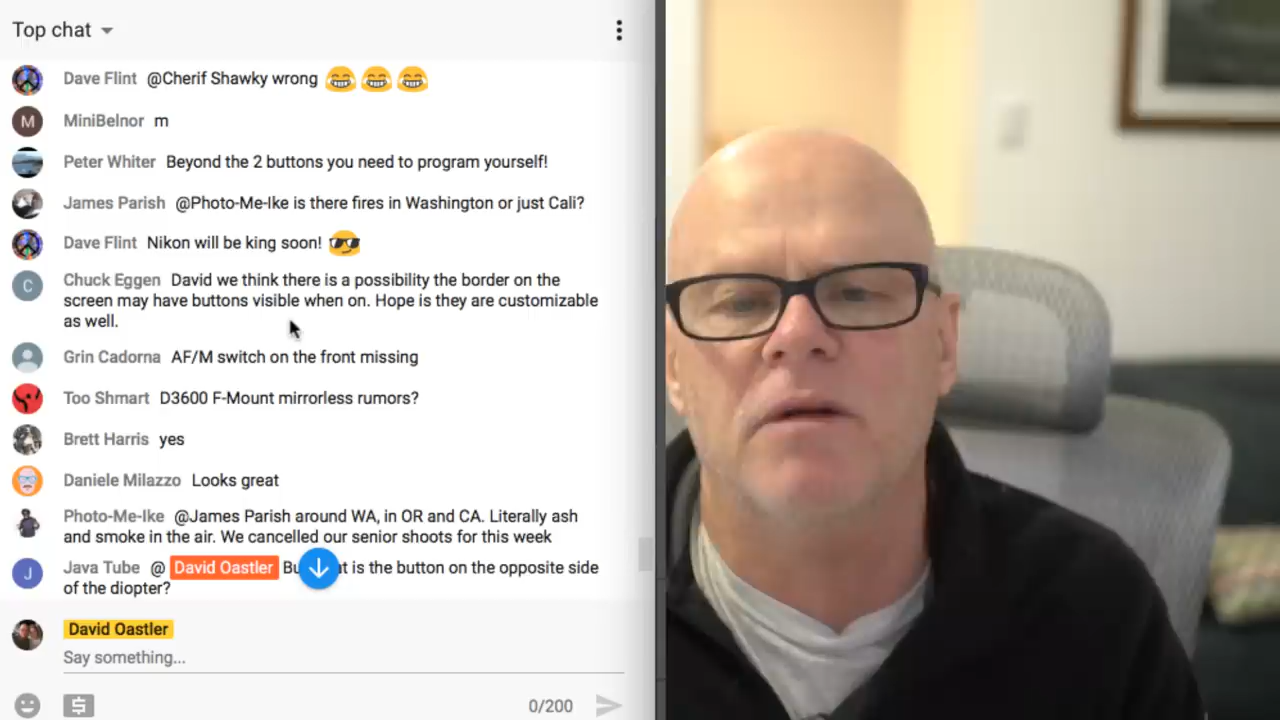 Top chat
Dave Flint @Cherif Shawky wrong
M
MiniBelnor m
Peter Whiter Beyond the 2 buttons you need to program yourself!
James Parish @Photo-Me-Ike is there fires in Washington or just Cali?
Dave Flint Nikon will be king soon!
C
Chuck Eggen David we think there is a possibility the border on the
screen may have buttons visible when on. Hope is they are customizable
as well.
Grin Cadorna AF/M switch on the front missing
Too Shmart D3600 F-Mount mirrorless rumors?
Brett Harris yes
Daniele Milazzo Looks great
Photo-Me-Ike @James Parish around WA, in OR and CA. Literally ash
and smoke in the air. We cancelled our senior shoots for this week
J
Java Tube @ David Oastler is the button on the opposite side
of the diopter?
David Oastler
Say something...
0/200